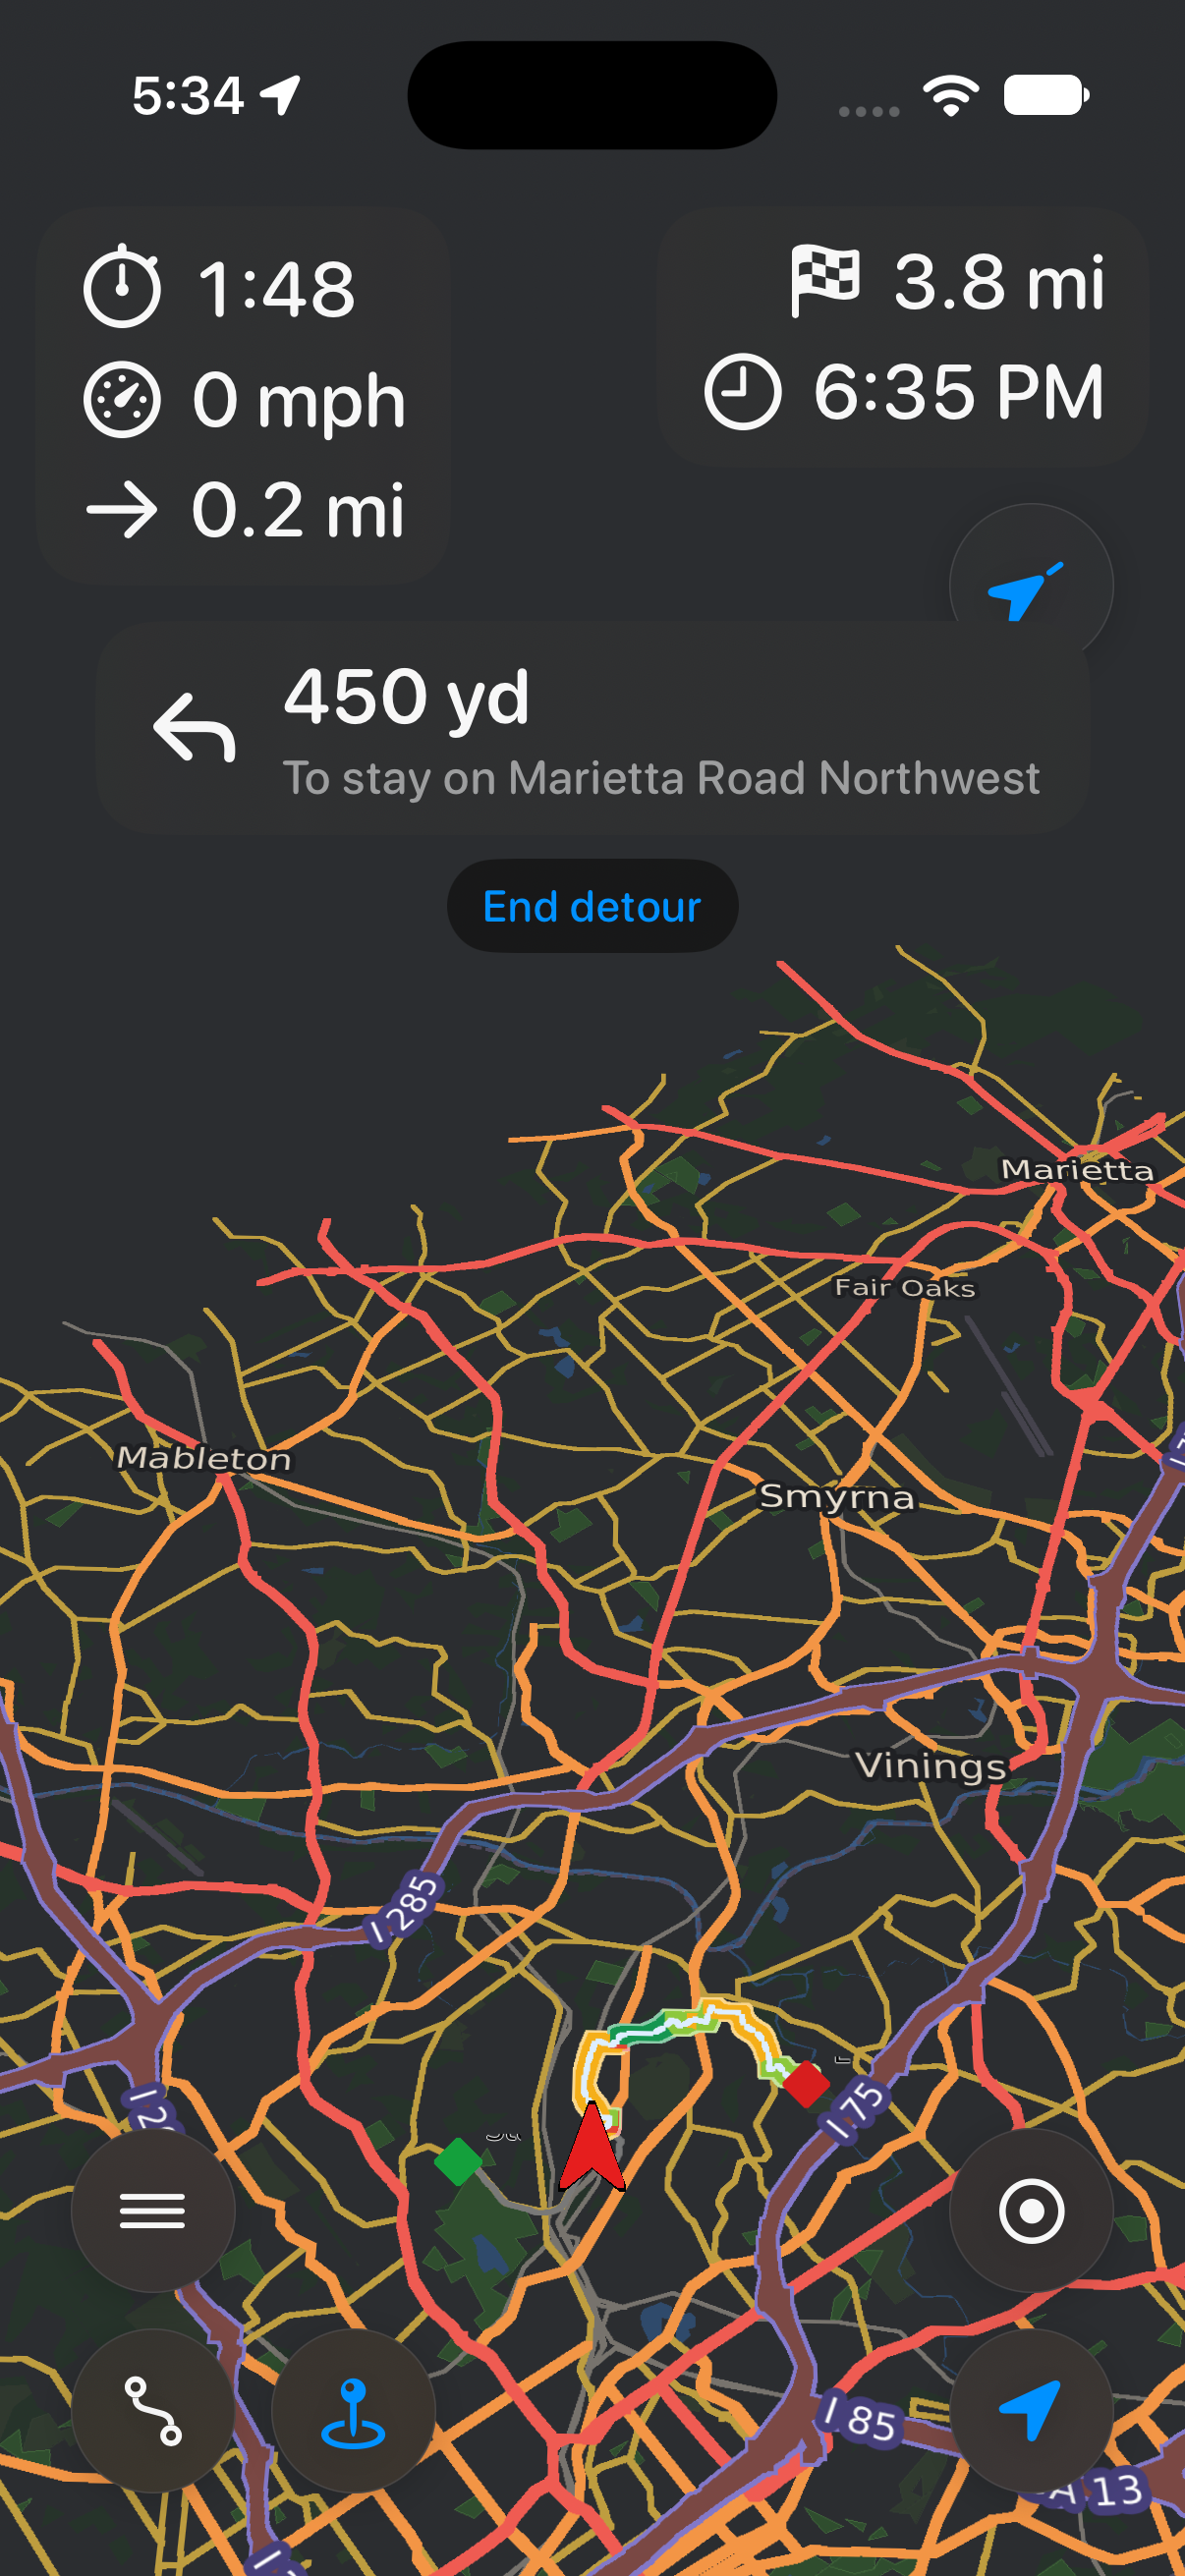 5:34
1:48
0 mph
0.2 mi
3.8 mi
6:35 PM
450 yd
To stay on Marietta Road Northwest
End detour
Marietta
Fair Oaks
Mableton
Smyrna
Vinings
I 285
I 75
I 85
13